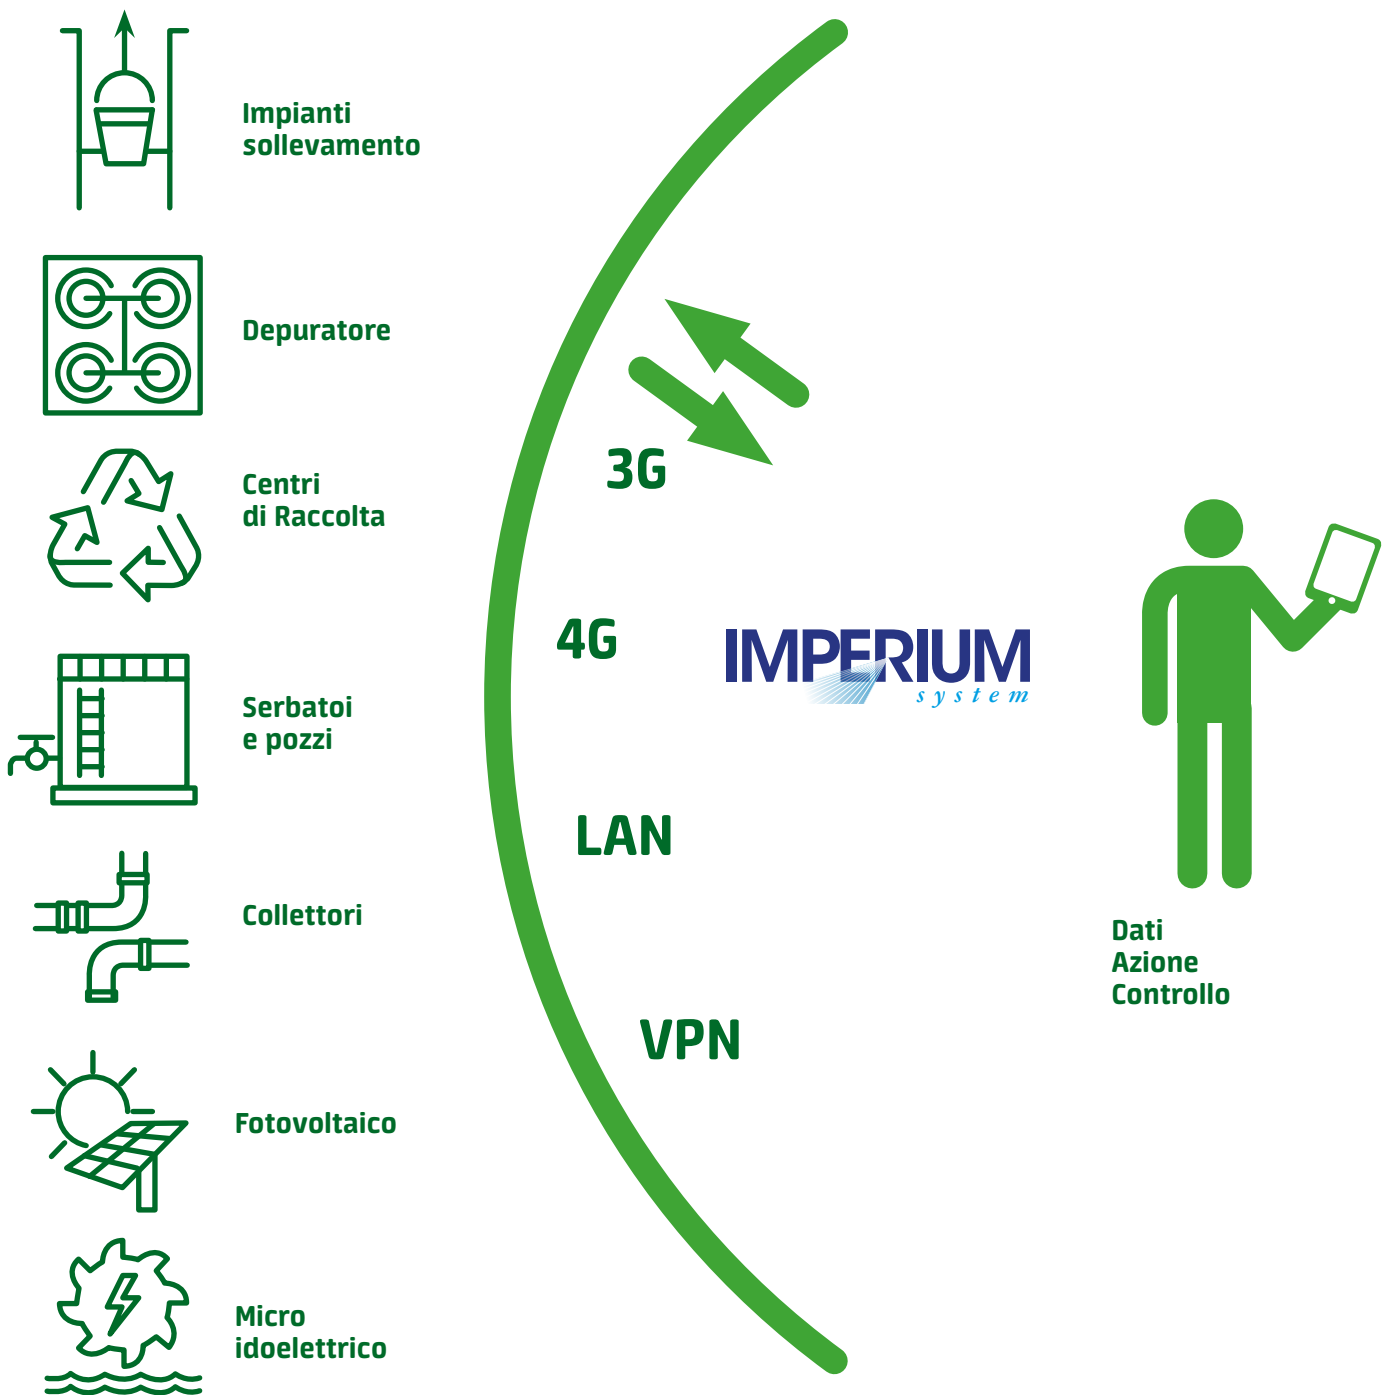 Impianti
sollevamento
Depuratore
Centri
di Raccolta
Serbatoi
e pozzi
Collettori
Fotovoltaico
Micro
idoelettrico
3G
4G
LAN
VPN
IMPERIUM
system
Dati
Azione
Controllo